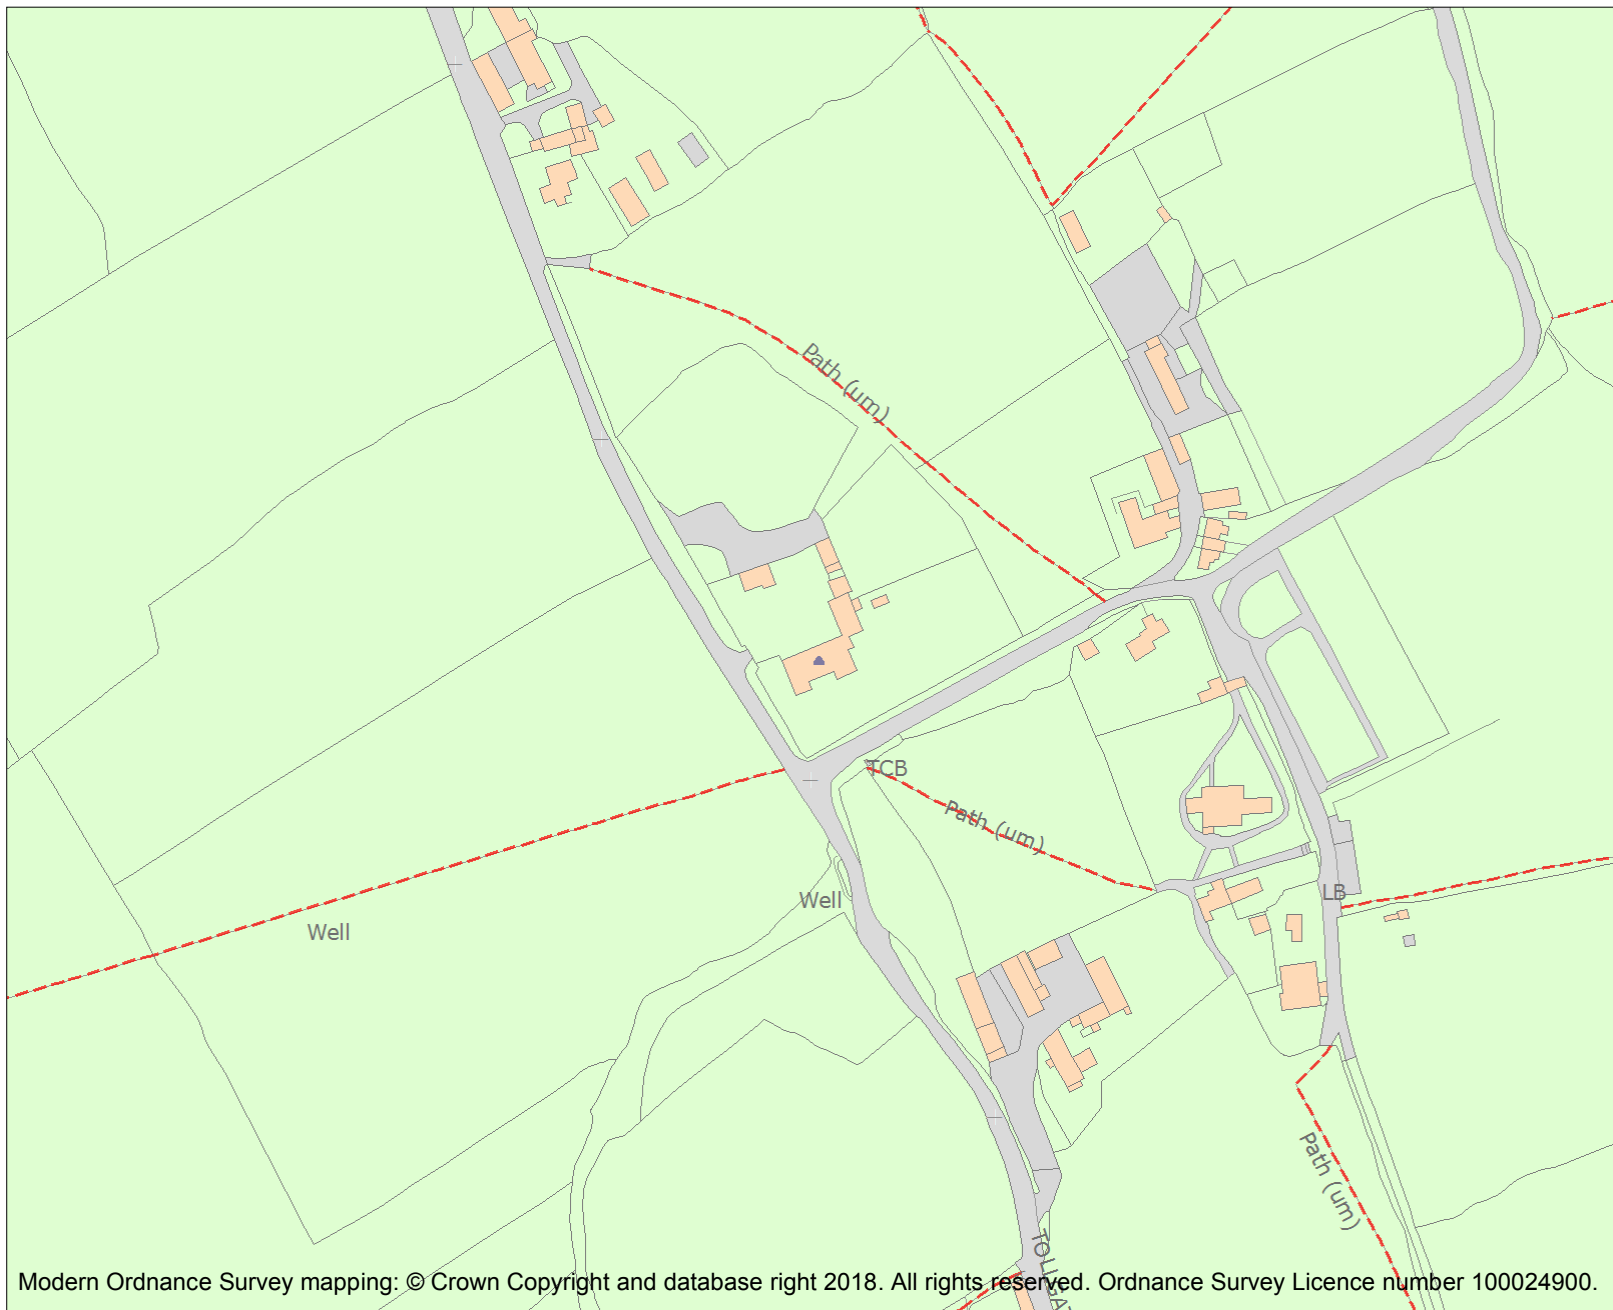 Path (um)
TCB
Path (um)
Well
LB
Well
Path (um)
TOLLGAT
Modern Ordnance Survey mapping: © Crown Copyright and database right 2018. All rights reserved. Ordnance Survey Licence number 100024900.